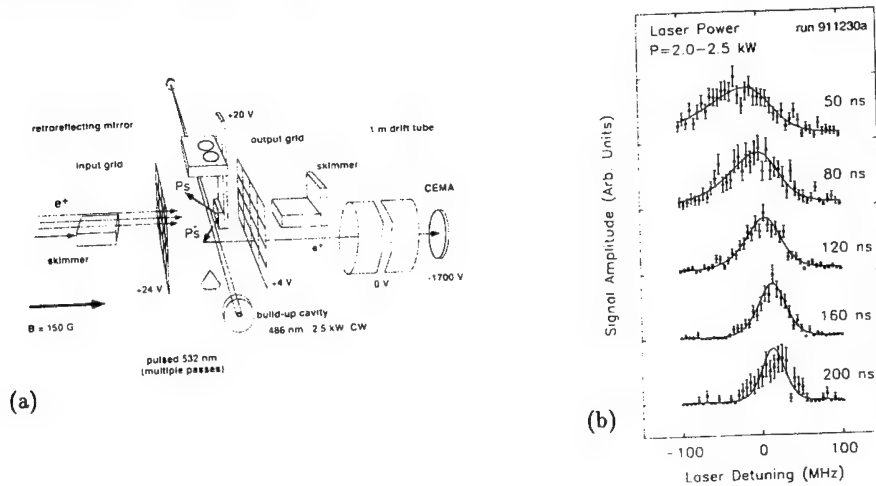 retroreflecting mirror
+20 V
output grid
1 m drift tube
input grid
skimmer
CEMA
Ps
e+
Ps
e+
skimmer
+24 V
+4 V
0 V
-1700 V
B = 150 G
build-up cavity
486 nm 2.5 kW CW
pulsed 532 nm
(multiple passes)
(a)
Laser Power run 911230a
P=2.0-2.5 kW
50 ns
80 ns
120 ns
160 ns
200 ns
Signal Amplitude (Arb. Units)
(b)
-100 0 100
Laser Detuning (MHz)